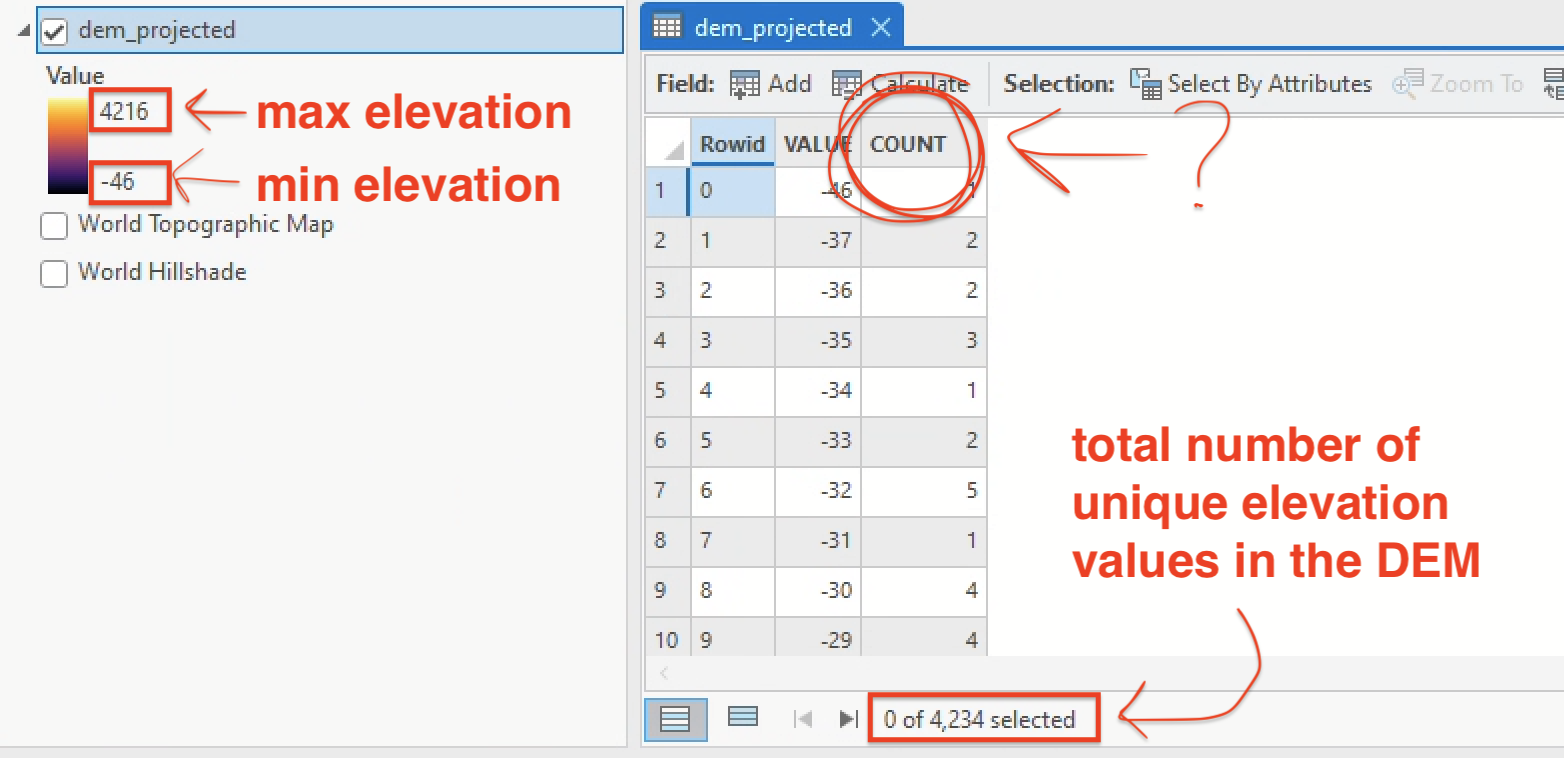 dem_projected
Value
4216
max elevation
-46
min elevation
World Topographic Map
World Hillshade
dem_projected
Field: Add Calculate Selection: Select By Attributes Zoom To
Rowid VALUE COUNT
1 0 -46 1
2 1 -37 2
3 2 -36 2
4 3 -35 3
5 4 -34 1
6 5 -33 2
7 6 -32 5
8 7 -31 1
9 8 -30 4
10 9 -29 4
?
total number of
unique elevation
values in the DEM
0 of 4,234 selected